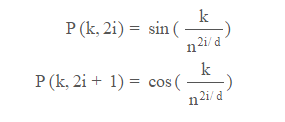 P (k, 2i) = sin ( k / n^2i/ d )
P (k, 2i + 1) = cos ( k / n^2i/ d )